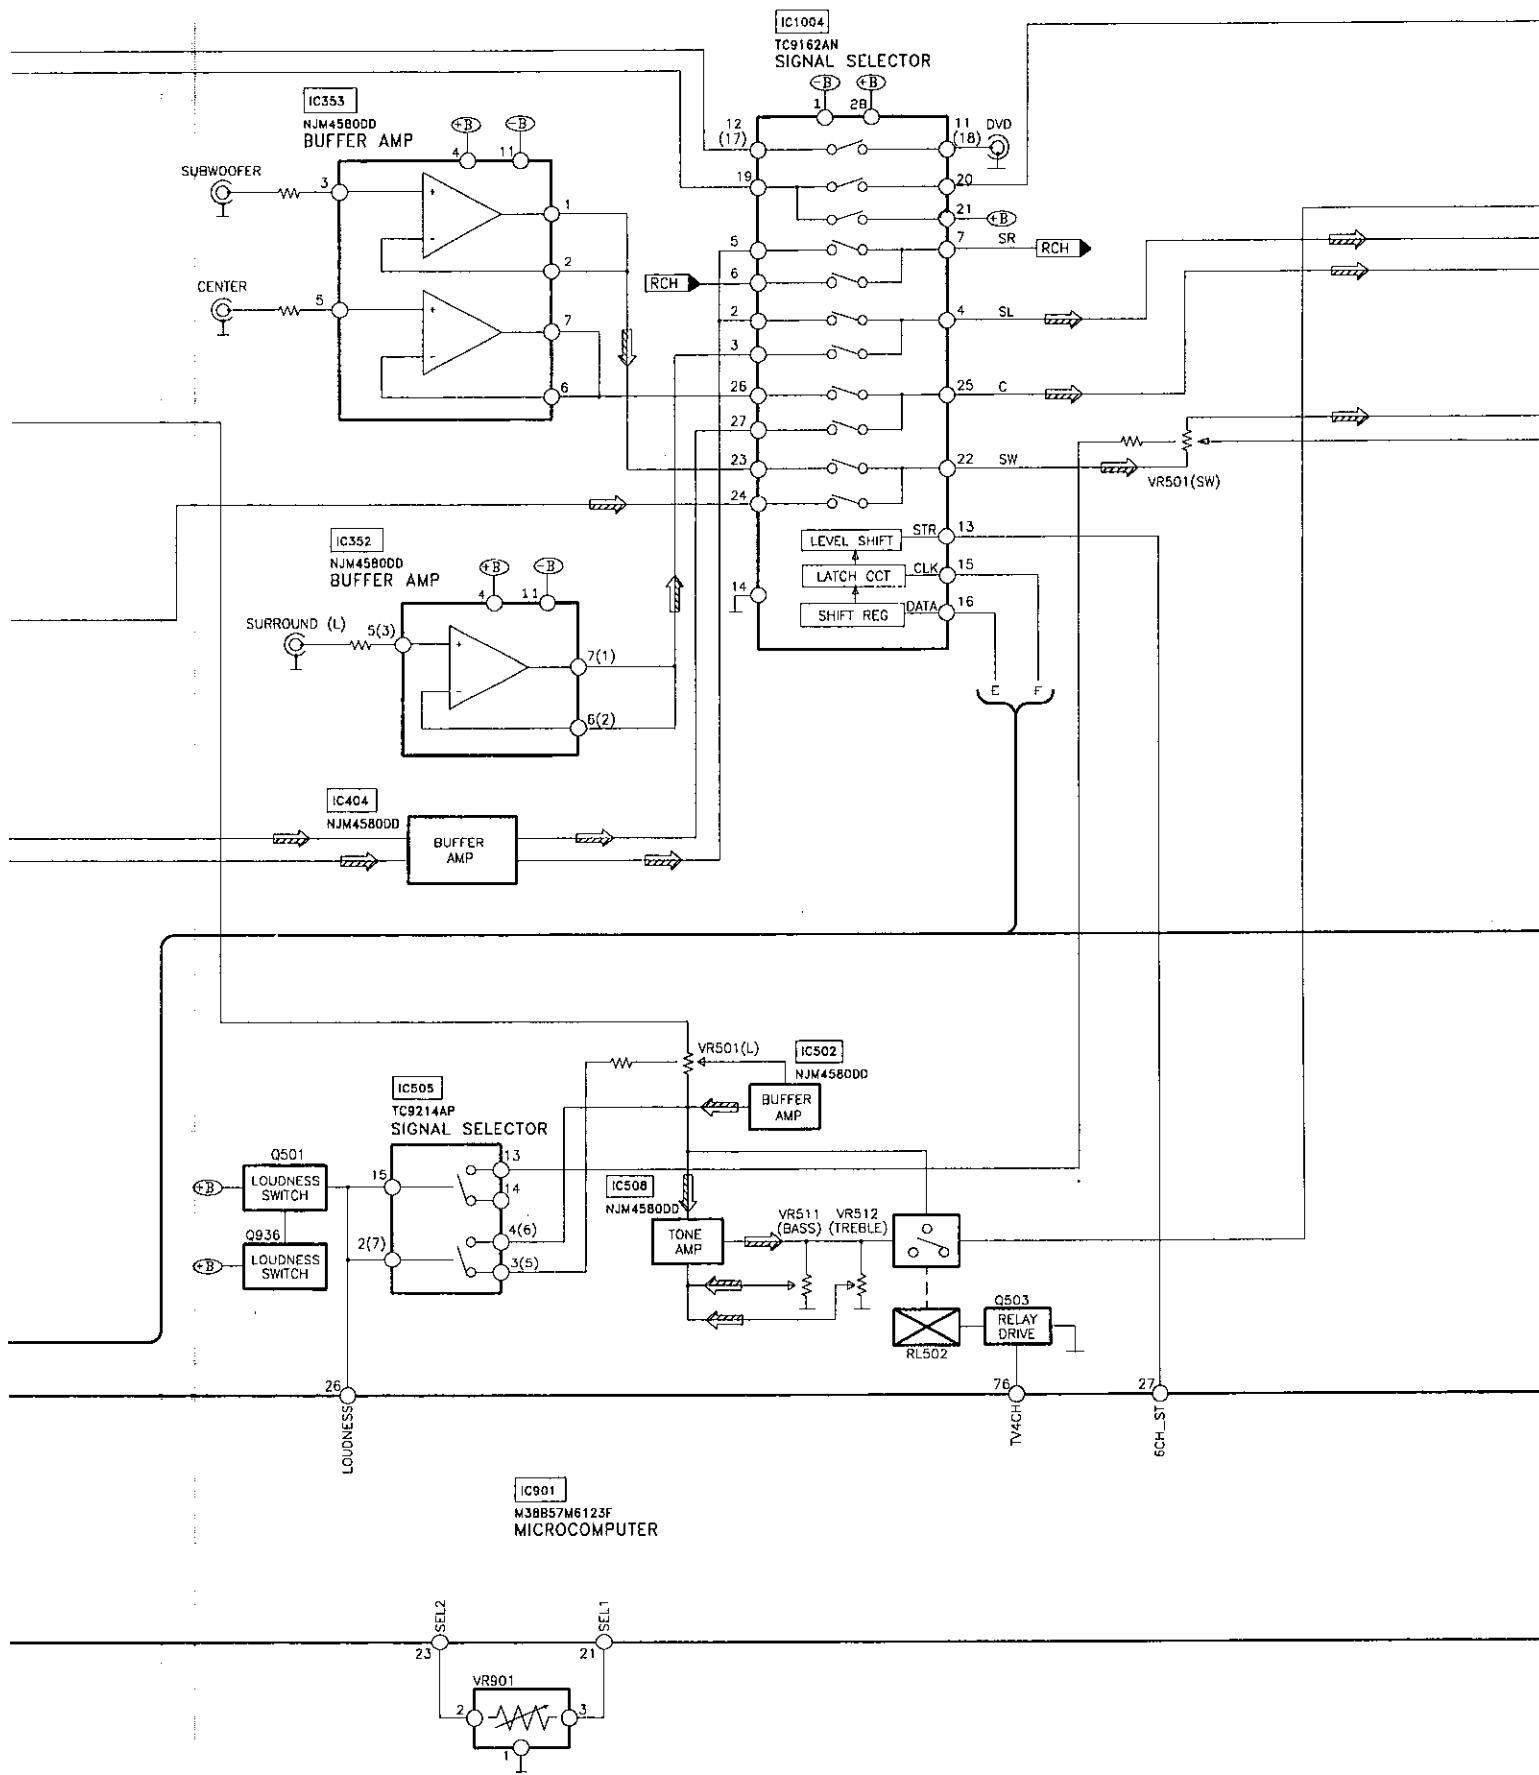 IC1004
TC9162AN
SIGNAL SELECTOR
-B +B
1 28
12 (17)
11 (18) DVD
19
20
21 +B
5
7 SR RCH
RCH 6
2
4 SL
3
26
25 C
27
23
22 SW
VR501(SW)
24
LEVEL SHIFT STR 13
LATCH CCT CLK 15
SHIFT REG DATA 16
14
E F
IC353
NJM4580DD
BUFFER AMP
+B -B
4 11
SUBWOOFER
3
+
-
1
2
CENTER
5
+
-
7
6
IC352
NJM4580DD
BUFFER AMP
+B -B
4 11
SURROUND (L)
5(3)
+
-
7(1)
6(2)
IC404
NJM4580DD
BUFFER
AMP
VR501(L)
IC502
NJM4580DD
BUFFER
AMP
IC505
TC9214AP
SIGNAL SELECTOR
Q501
+B LOUDNESS
SWITCH
15
13
14
Q936
+B LOUDNESS
SWITCH
2(7)
4(6)
3(5)
IC508
NJM4580DD
TONE
AMP
VR511
(BASS)
VR512
(TREBLE)
RL502
Q503
RELAY
DRIVE
26
LOUDNESS
76
TV4CH
27
6CH_ST
IC901
M38B57M6123F
MICROCOMPUTER
SEL2
23
SEL1
21
VR901
2 3
1